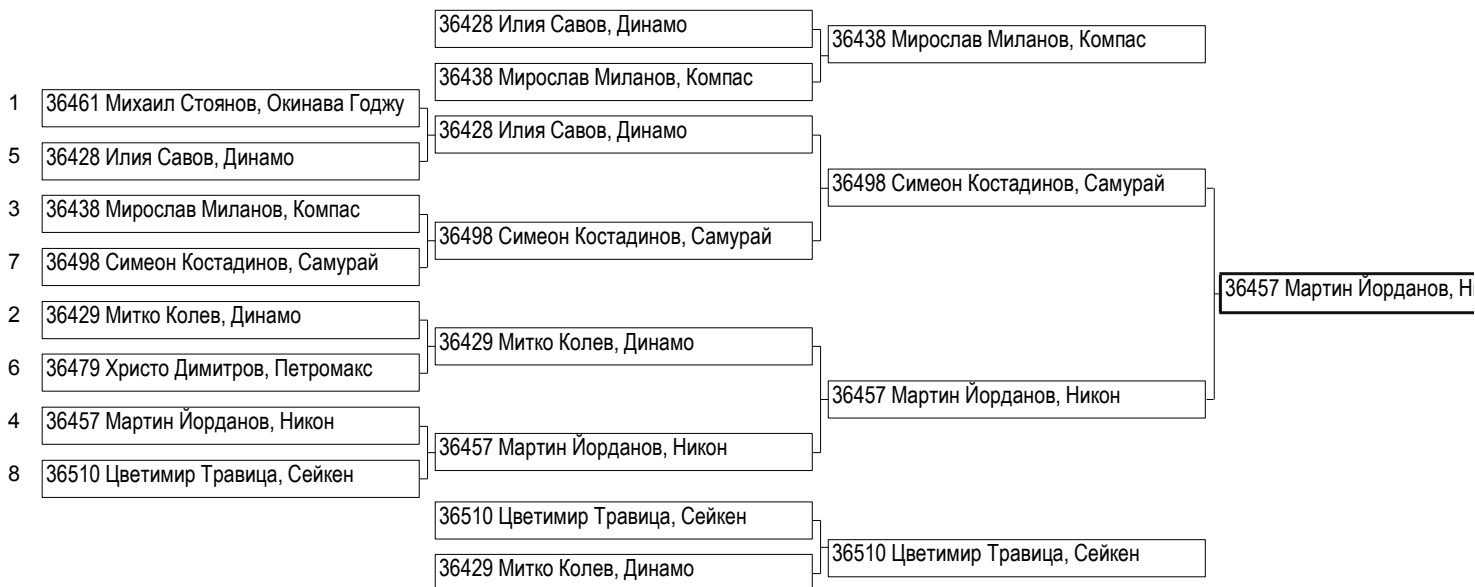 36428 Илия Савов, Динамо
36438 Мирослав Миланов, Компас
36438 Мирослав Миланов, Компас
1 36461 Михаил Стоянов, Окинава Годжу
5 36428 Илия Савов, Динамо
3 36438 Мирослав Миланов, Компас
7 36498 Симеон Костадинов, Самурай
2 36429 Митко Колев, Динамо
6 36479 Христо Димитров, Петромакс
4 36457 Мартин Йорданов, Никон
8 36510 Цветимир Травица, Сейкен
36428 Илия Савов, Динамо
36498 Симеон Костадинов, Самурай
36429 Митко Колев, Динамо
36457 Мартин Йорданов, Никон
36498 Симеон Костадинов, Самурай
36457 Мартин Йорданов, Никон
36457 Мартин Йорданов,
36510 Цветимир Травица, Сейкен
36429 Митко Колев, Динамо
36510 Цветимир Травица, Сейкен